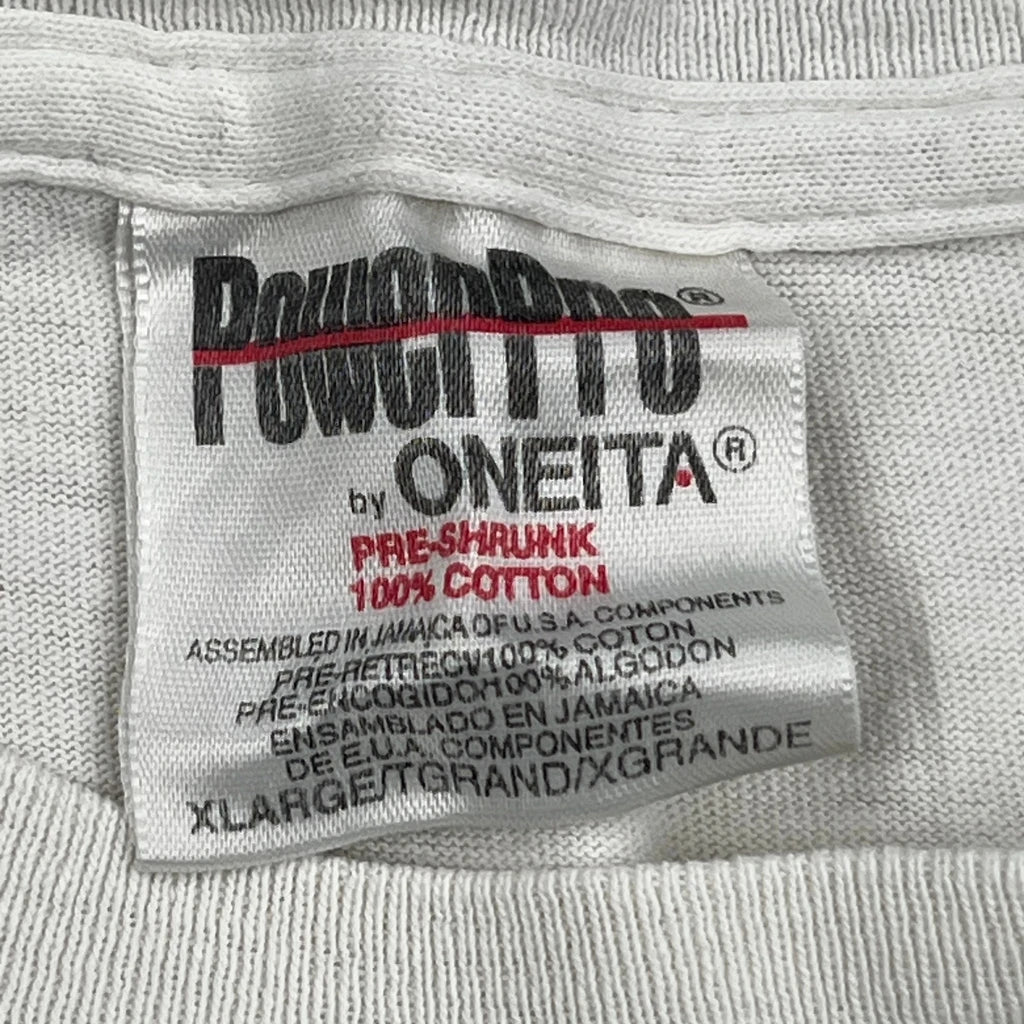 PowerPro®
by ONEITA®
PRE-SHRUNK
100% COTTON
ASSEMBLED IN JAMAICA OF U.S.A. COMPONENTS
PRE-RETRECI/100% COTON
PRE-ENCOGIDO/100% ALGODON
ENSAMBLADO EN JAMAICA
DE E.U.A. COMPONENTES
XLARGE/TGRAND/XGRANDE